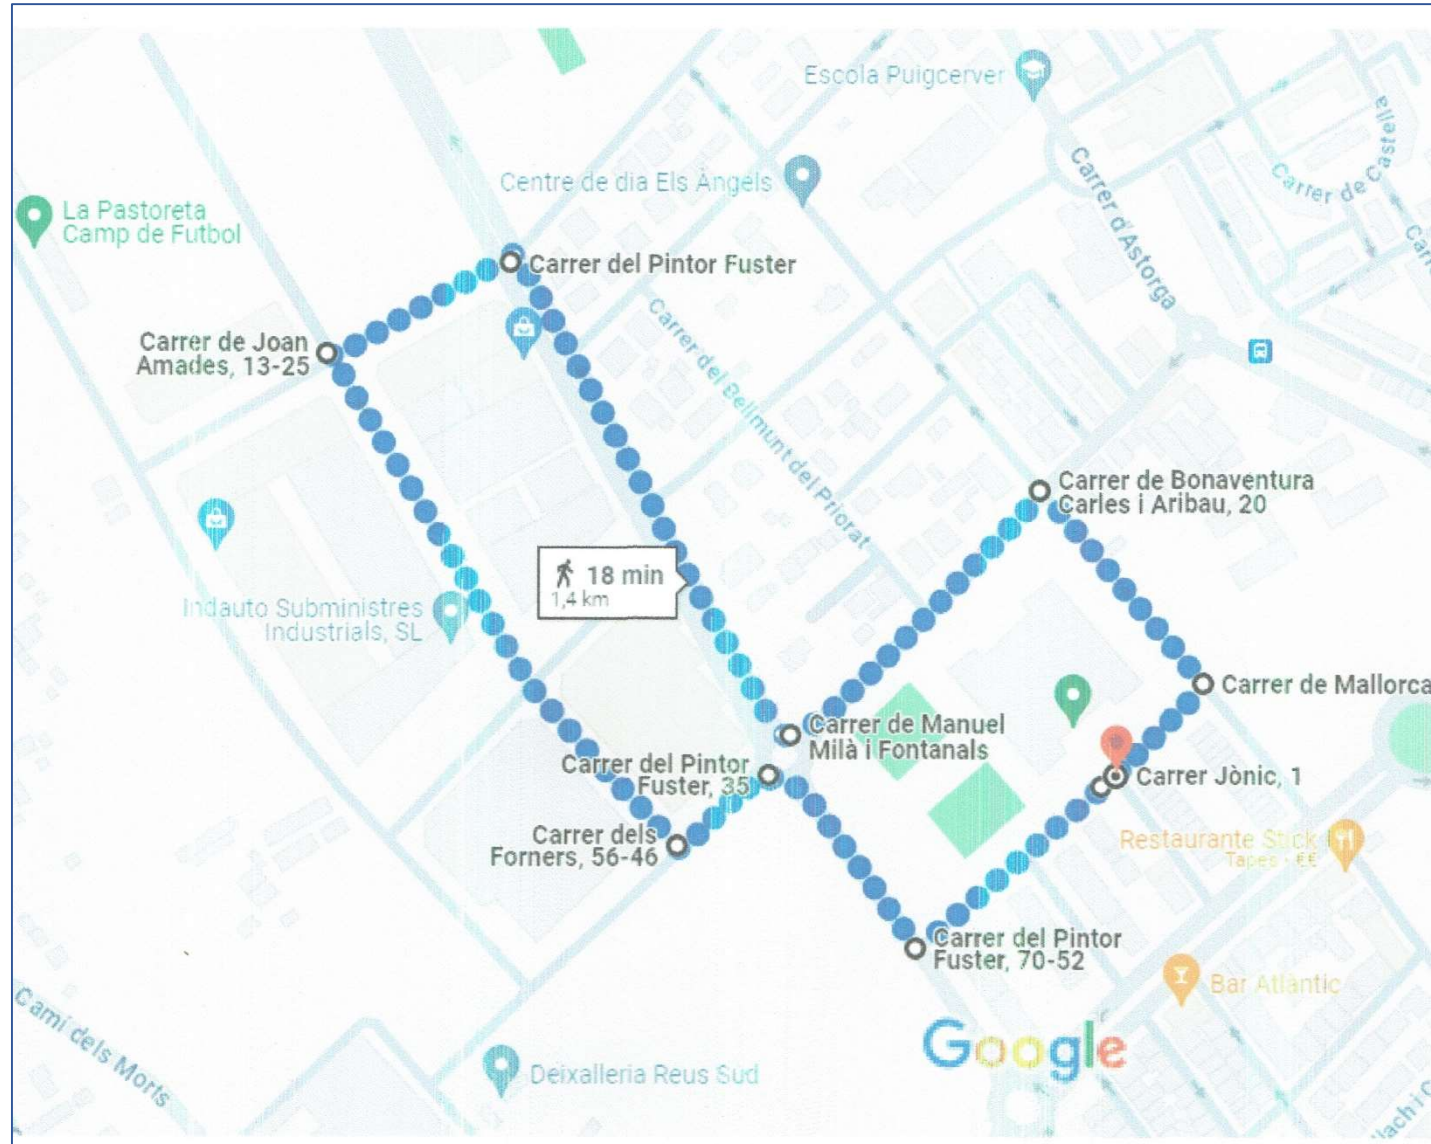 Escola Puigcerver
Centre de dia Els Àngels
La Pastoreta
Camp de Futbol
Carrer de Castella
Carrer d'Astorga
Carrer del Pintor Fuster
Carrer de Joan
Amades, 13-25
Carrer del Bellmunt del Priorat
Carrer de Bonaventura
Carles i Aribau, 20
18 min
1,4 km
Indauto Subministres
Industrials, SL
Carrer de Mallorca
Carrer de Manuel
Milà i Fontanals
Carrer del Pintor
Fuster, 35
Carrer Jònic, 1
Carrer dels
Forners, 56-46
Restaurante Stick
Tapes · €€
Carrer del Pintor
Fuster, 70-52
Bar Atlàntic
Camí dels Morts
Google
Deixalleria Reus Sud